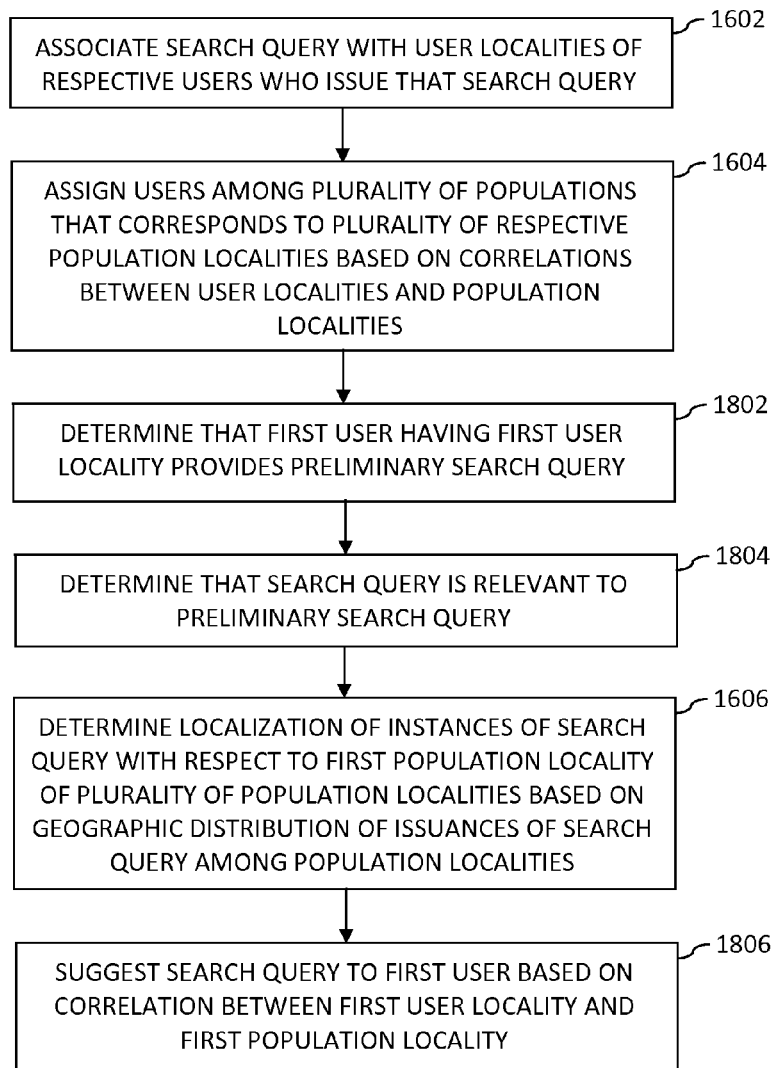 1602
ASSOCIATE SEARCH QUERY WITH USER LOCALITIES OF
RESPECTIVE USERS WHO ISSUE THAT SEARCH QUERY
1604
ASSIGN USERS AMONG PLURALITY OF POPULATIONS
THAT CORRESPONDS TO PLURALITY OF RESPECTIVE
POPULATION LOCALITIES BASED ON CORRELATIONS
BETWEEN USER LOCALITIES AND POPULATION
LOCALITIES
1802
DETERMINE THAT FIRST USER HAVING FIRST USER
LOCALITY PROVIDES PRELIMINARY SEARCH QUERY
1804
DETERMINE THAT SEARCH QUERY IS RELEVANT TO
PRELIMINARY SEARCH QUERY
1606
DETERMINE LOCALIZATION OF INSTANCES OF SEARCH
QUERY WITH RESPECT TO FIRST POPULATION LOCALITY
OF PLURALITY OF POPULATION LOCALITIES BASED ON
GEOGRAPHIC DISTRIBUTION OF ISSUANCES OF SEARCH
QUERY AMONG POPULATION LOCALITIES
1806
SUGGEST SEARCH QUERY TO FIRST USER BASED ON
CORRELATION BETWEEN FIRST USER LOCALITY AND
FIRST POPULATION LOCALITY